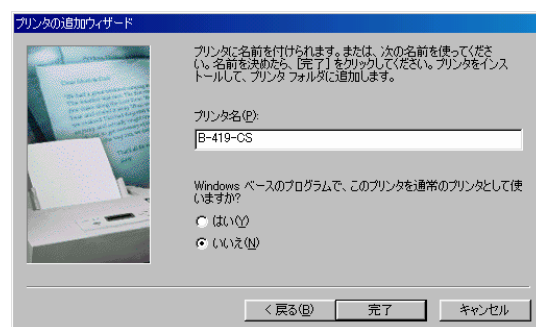 プリンタの追加ウィザード
プリンタに名前を付けられます。または、次の名前を使ってくださ
い。名前を決めたら、[完了] をクリックしてください。プリンタをインス
トールして、プリンタ フォルダに追加します。
プリンタ名(P):
B-419-CS
Windows ベースのプログラムで、このプリンタを通常のプリンタとして使
いますか?
はい(Y)
いいえ(N)
< 戻る(B)
完了
キャンセル